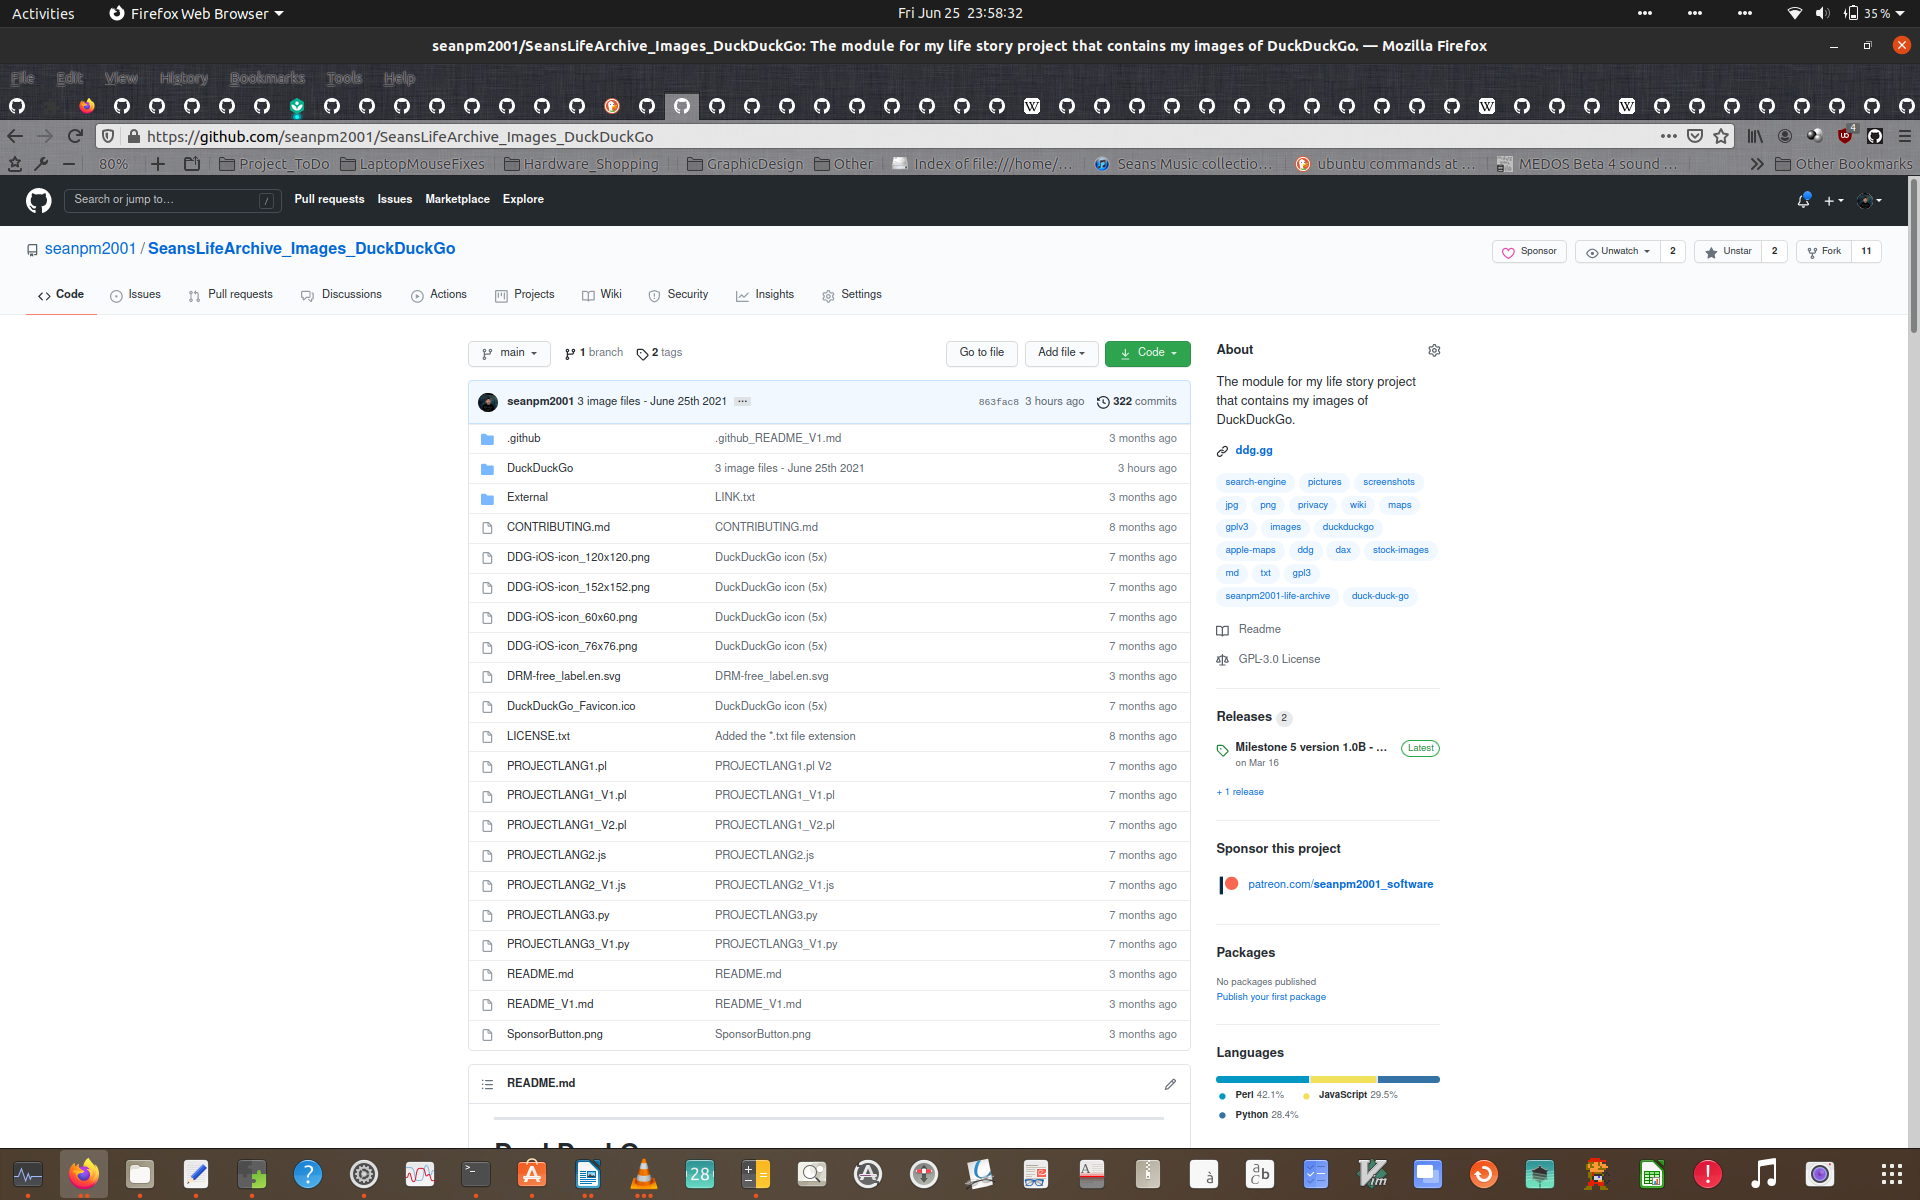 Activities Firefox Web Browser Fri Jun 25 23:58:32 35 %
seanpm2001/SeansLifeArchive_Images_DuckDuckGo: The module for my life story project that contains my images of DuckDuckGo. — Mozilla Firefox
File Edit View History Bookmarks Tools Help
https://github.com/seanpm2001/SeansLifeArchive_Images_DuckDuckGo 4
80% Project_ToDo LaptopMouseFixes Hardware_Shopping GraphicDesign Other Index of file:///home/... Seans Music collectio... ubuntu commands at ... MEDOS Beta 4 sound ... Other Bookmarks
Search or jump to... / Pull requests Issues Marketplace Explore
seanpm2001 / SeansLifeArchive_Images_DuckDuckGo Sponsor Unwatch 2 Unstar 2 Fork 11
Code Issues Pull requests Discussions Actions Projects Wiki Security Insights Settings
main 1 branch 2 tags Go to file Add file Code
seanpm2001 3 image files - June 25th 2021 ... 863fac8 3 hours ago 322 commits
.github .github_README_V1.md 3 months ago
DuckDuckGo 3 image files - June 25th 2021 3 hours ago
External LINK.txt 3 months ago
CONTRIBUTING.md CONTRIBUTING.md 8 months ago
DDG-iOS-icon_120x120.png DuckDuckGo icon (5x) 7 months ago
DDG-iOS-icon_152x152.png DuckDuckGo icon (5x) 7 months ago
DDG-iOS-icon_60x60.png DuckDuckGo icon (5x) 7 months ago
DDG-iOS-icon_76x76.png DuckDuckGo icon (5x) 7 months ago
DRM-free_label.en.svg DRM-free_label.en.svg 3 months ago
DuckDuckGo_Favicon.ico DuckDuckGo icon (5x) 7 months ago
LICENSE.txt Added the *.txt file extension 8 months ago
PROJECTLANG1.pl PROJECTLANG1.pl V2 7 months ago
PROJECTLANG1_V1.pl PROJECTLANG1_V1.pl 7 months ago
PROJECTLANG1_V2.pl PROJECTLANG1_V2.pl 7 months ago
PROJECTLANG2.js PROJECTLANG2.js 7 months ago
PROJECTLANG2_V1.js PROJECTLANG2_V1.js 7 months ago
PROJECTLANG3.py PROJECTLANG3.py 7 months ago
PROJECTLANG3_V1.py PROJECTLANG3_V1.py 7 months ago
README.md README.md 3 months ago
README_V1.md README_V1.md 3 months ago
SponsorButton.png SponsorButton.png 3 months ago
README.md
About
The module for my life story project
that contains my images of
DuckDuckGo.
ddg.gg
search-engine pictures screenshots
jpg png privacy wiki maps
gplv3 images duckduckgo
apple-maps ddg dax stock-images
md txt gpl3
seanpm2001-life-archive duck-duck-go
Readme
GPL-3.0 License
Releases 2
Milestone 5 version 1.0B - ... Latest
on Mar 16
+ 1 release
Sponsor this project
patreon.com/seanpm2001_software
Packages
No packages published
Publish your first package
Languages
Perl 42.1% JavaScript 29.5%
Python 28.4%
28